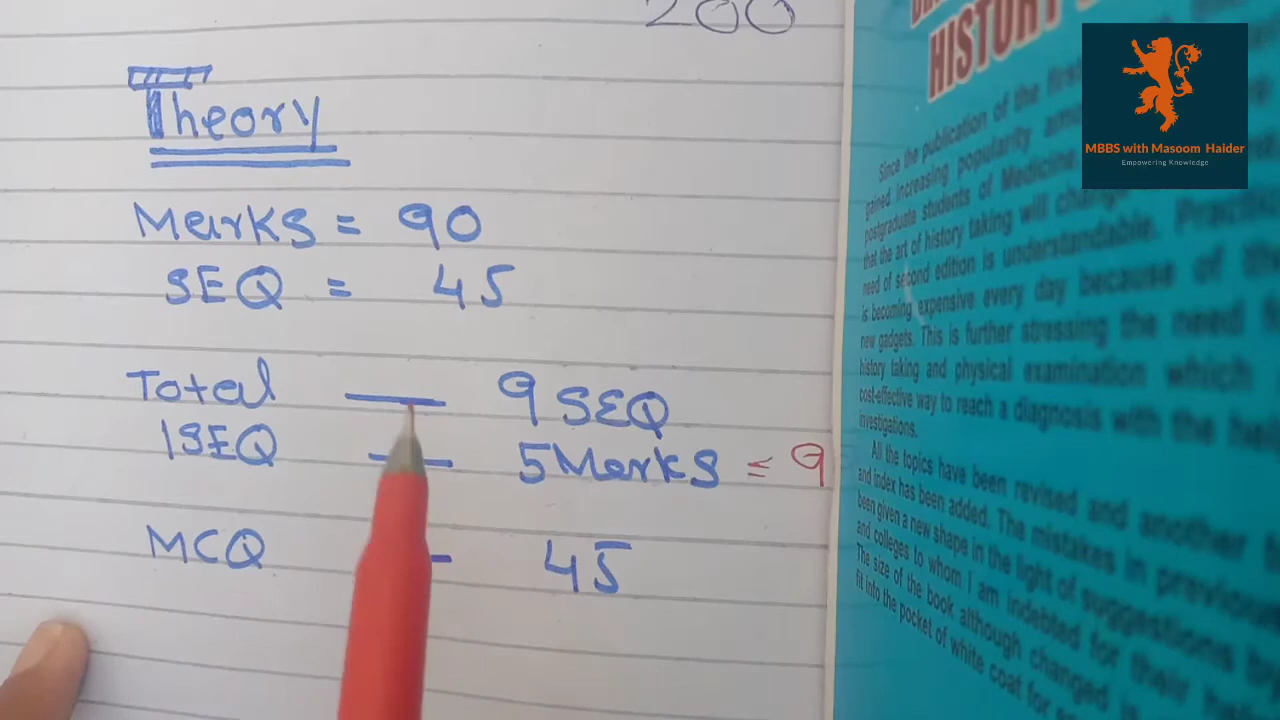 200
Theory
Marks = 90
SEQ = 45
Total — 9 SEQ
1SEQ — 5 Marks = 9
MCQ - 45
HISTORY
MBBS with Masoom Haider
Empowering Knowledge
Since the publication of the first
gained increasing popularity
postgraduate students of Medicine.
that the art of history taking will
need of second edition is understandable.
is becoming expensive every day because of the
new gadgets. This is further stressing the need
history taking and physical examination which
cost-effective way to reach a diagnosis with the
investigations.
All the topics have been revised and another
and index has been added. The mistakes in previous
been given a new shape in the light of suggestions
and colleges to whom I am indebted for their
The size of the book although changed
fit into the pocket of white coat for